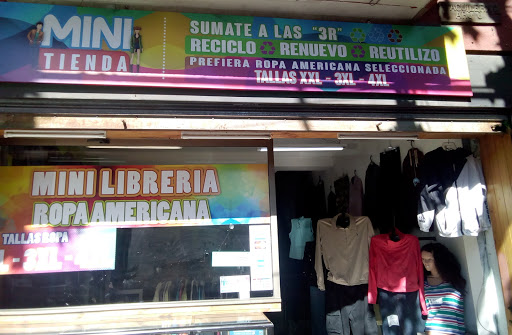 MINI
TIENDA
SUMATE A LAS "3R"
RECICLO RENUEVO REUTILIZO
PREFIERA ROPA AMERICANA SELECCIONADA
TALLAS XXL - 3XL - 4XL
MINI LIBRERIA
ROPA AMERICANA
TALLAS ROPA
- 3XL - 4XL